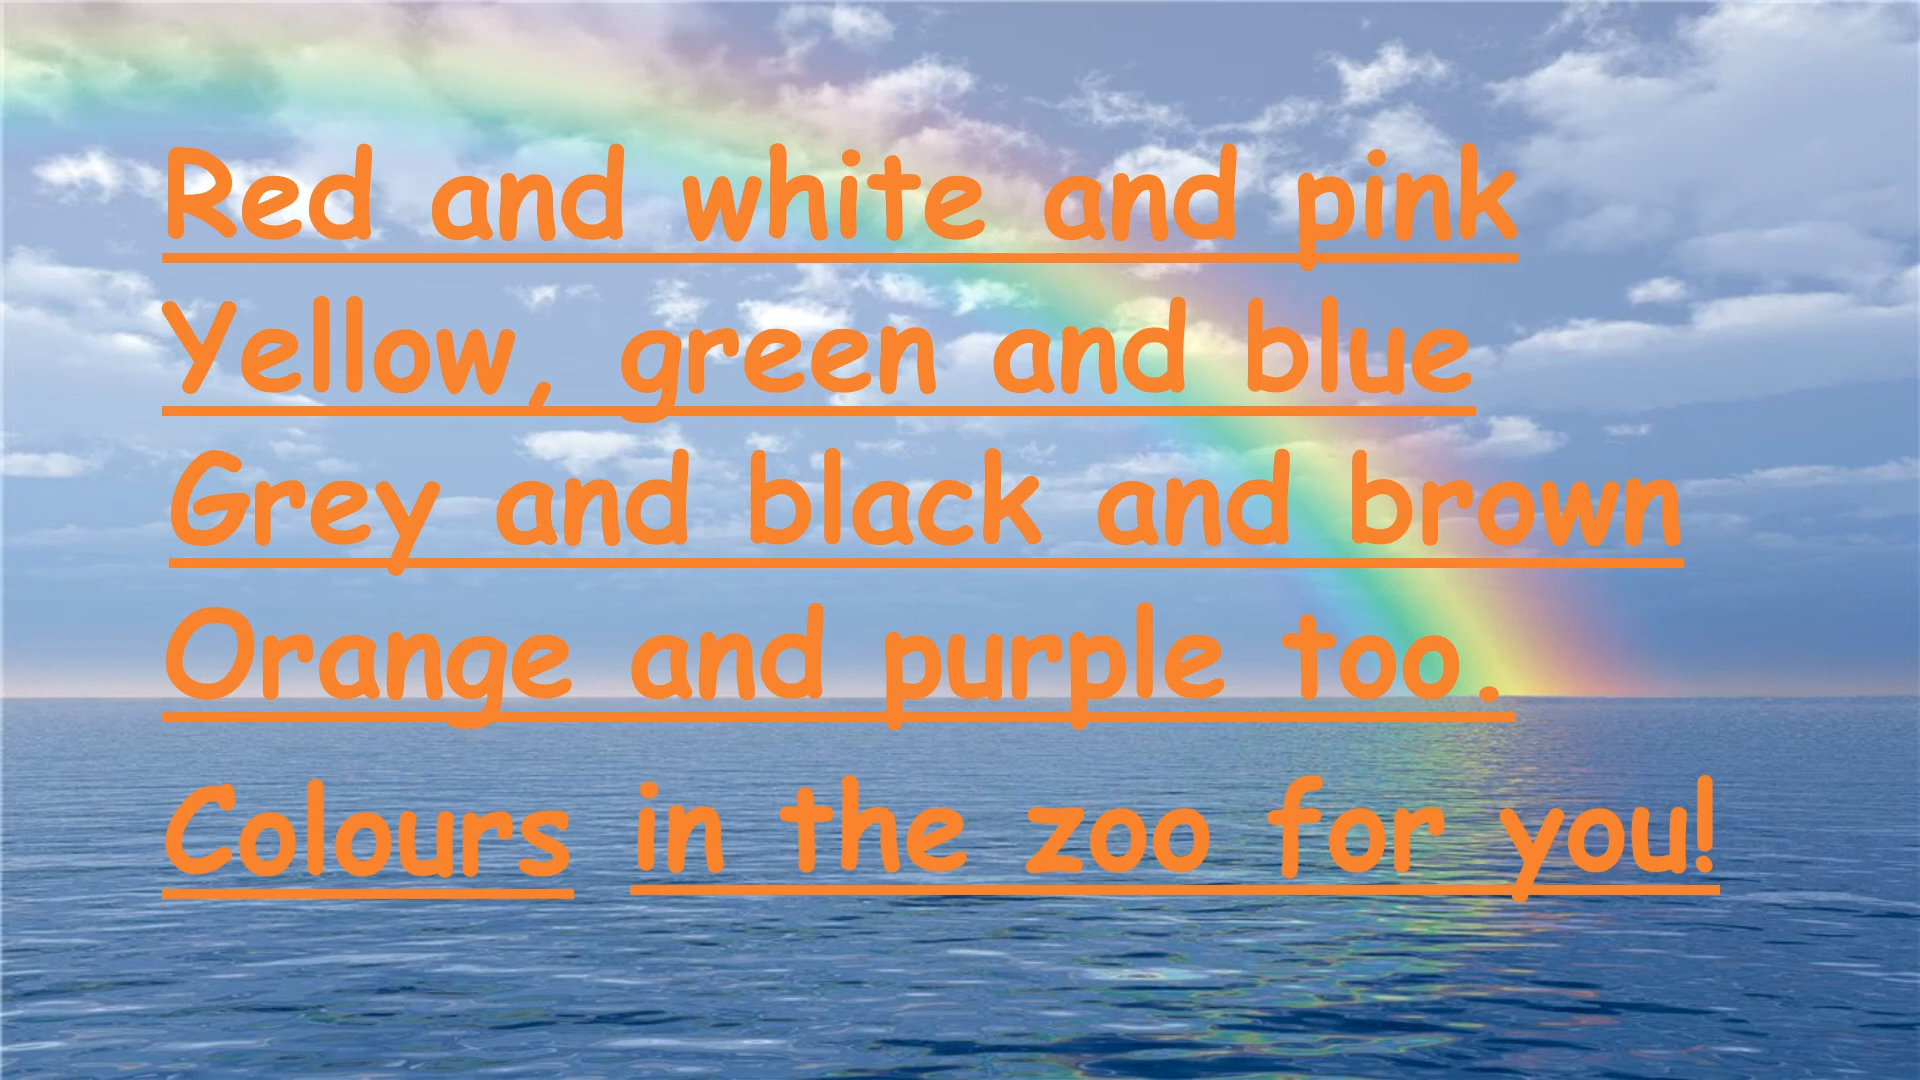 Red and white and pink
Yellow, green and blue
Grey and black and brown
Orange and purple too.
Colours in the zoo for you!